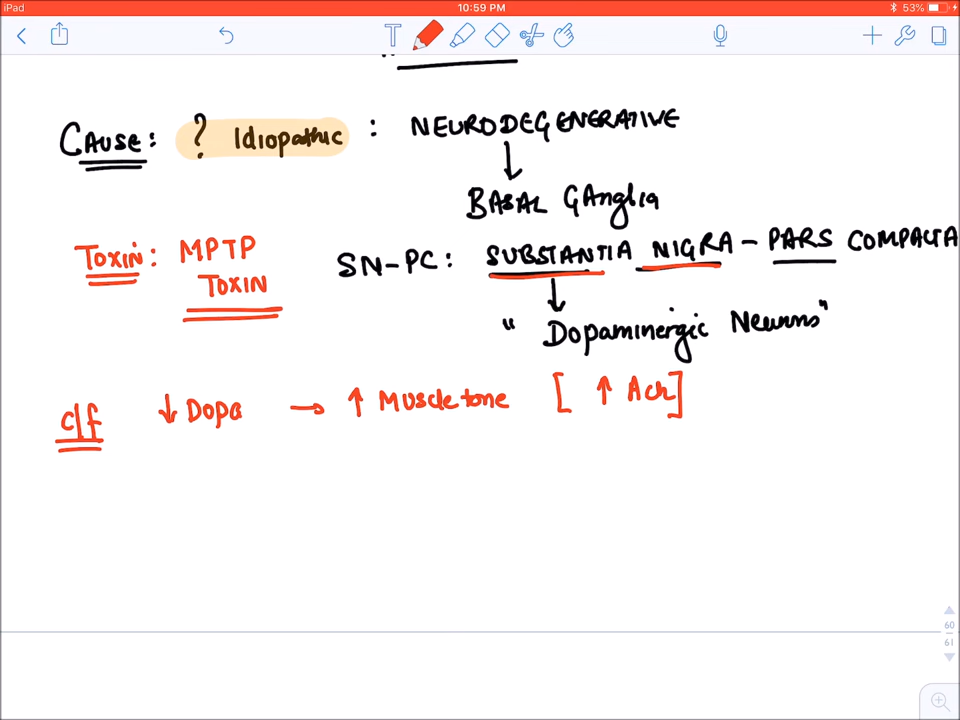 iPad 10:59 PM 53%
T
CAUSE: ? Idiopathic : NEURODEGENERATIVE
↓
BASAL GAnglia
TOXIN: MPTP
TOXIN
SN-PC: SUBSTANTIA NIGRA - PARS COMPACTA
↓
" Dopaminergic Neurons"
c/f ↓ Dopa → ↑ Muscle tone [ ↑ Ach]
60
61